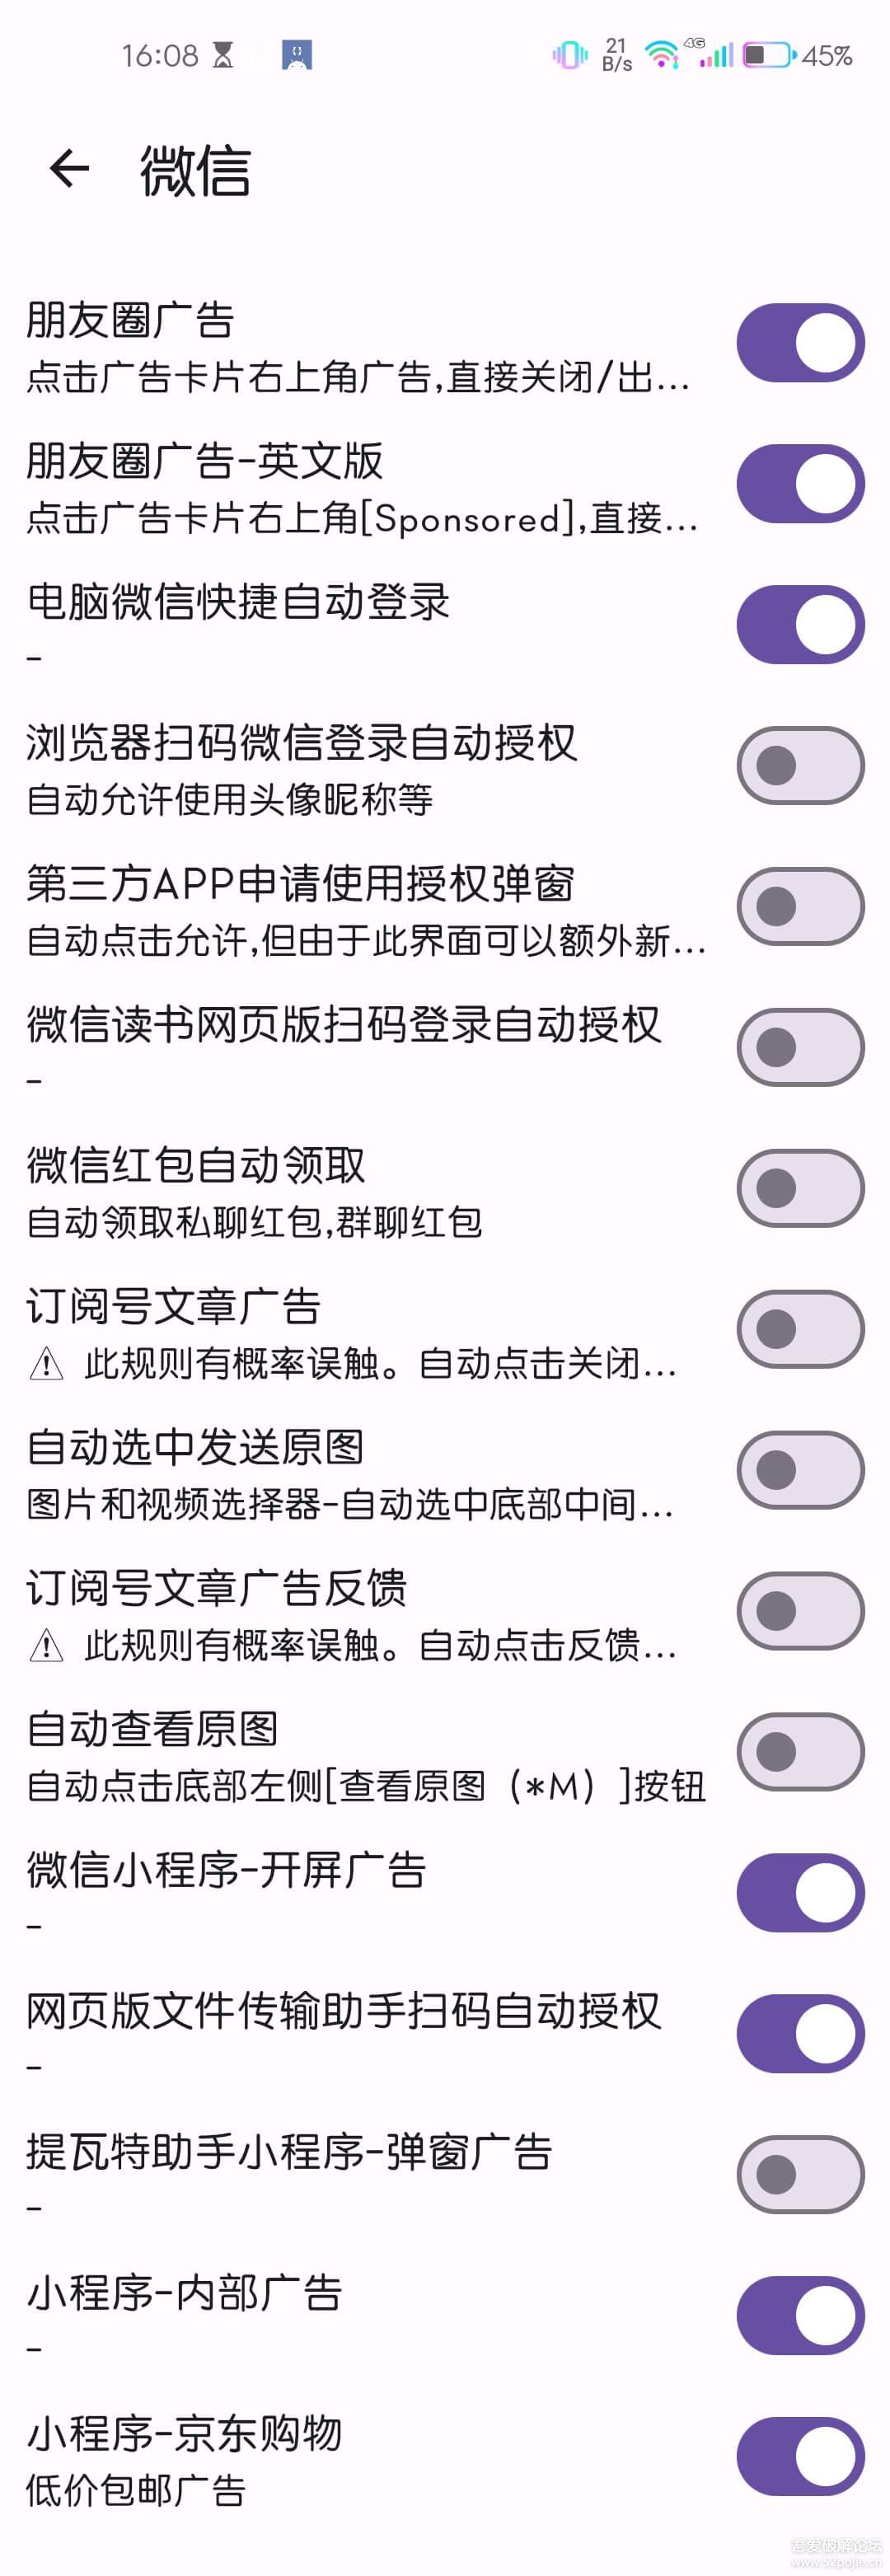 16:08
21
B/s
4G
45%
微信
朋友圈广告
点击广告卡片右上角广告,直接关闭/出...
朋友圈广告-英文版
点击广告卡片右上角[Sponsored],直接...
电脑微信快捷自动登录
-
浏览器扫码微信登录自动授权
自动允许使用头像昵称等
第三方APP申请使用授权弹窗
自动点击允许,但由于此界面可以额外新...
微信读书网页版扫码登录自动授权
-
微信红包自动领取
自动领取私聊红包,群聊红包
订阅号文章广告
⚠ 此规则有概率误触。自动点击关闭...
自动选中发送原图
图片和视频选择器-自动选中底部中间...
订阅号文章广告反馈
⚠ 此规则有概率误触。自动点击反馈...
自动查看原图
自动点击底部左侧[查看原图（*M）]按钮
微信小程序-开屏广告
-
网页版文件传输助手扫码自动授权
-
提瓦特助手小程序-弹窗广告
-
小程序-内部广告
-
小程序-京东购物
低价包邮广告
吾爱破解论坛
www.52pojie.cn